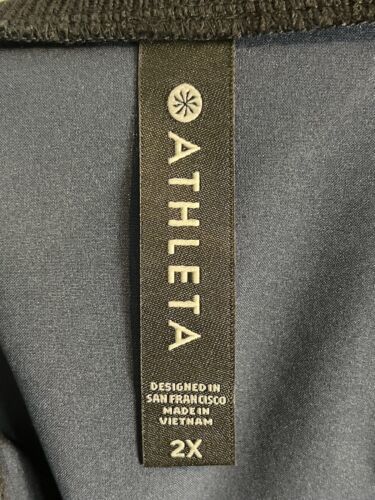 ATHLETA
DESIGNED IN
SAN FRANCISCO
MADE IN
VIETNAM
2X